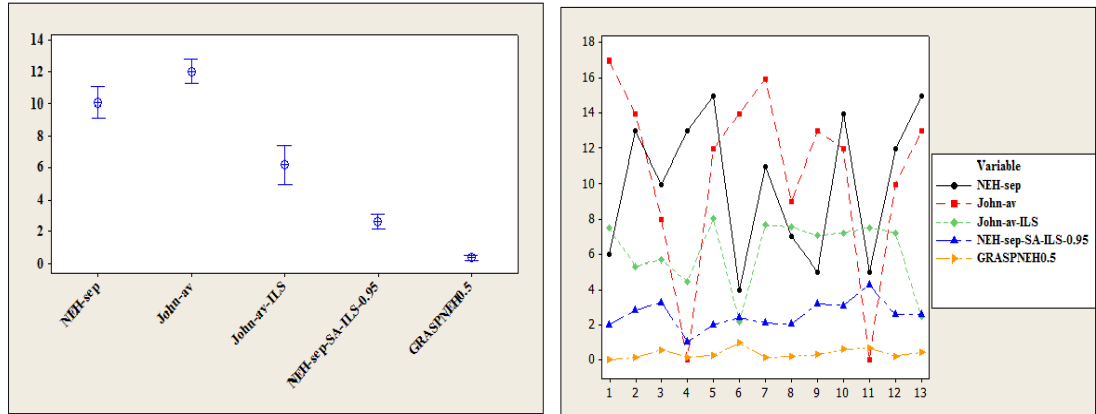 14
12
10
8
6
4
2
0
NEH-sep
John-av
John-av-ILS
NEH-sep-SA-ILS-0.95
GRASPNEH0.5
18
16
14
12
10
8
6
4
2
0
1 2 3 4 5 6 7 8 9 10 11 12 13
Variable
NEH-sep
John-av
John-av-ILS
NEH-sep-SA-ILS-0.95
GRASPNEH0.5